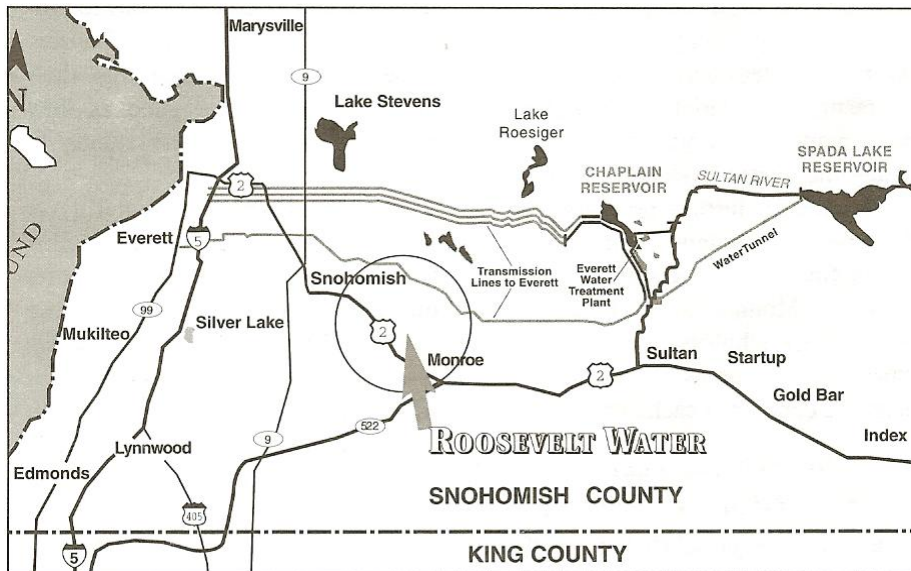 Marysville
9
Lake Stevens
Lake
Roesiger
N
CHAPLAIN
RESERVOIR
SPADA LAKE
RESERVOIR
SULTAN RIVER
2
Everett
5
UND
Snohomish
Transmission
Lines to Everett
Everett
Water
Treatment
Plant
WaterTunnel
99
Mukilteo
Silver Lake
2
Monroe
2
Sultan
Startup
Gold Bar
Index
522
9
Lynnwood
ROOSEVELT WATER
Edmonds
405
SNOHOMISH COUNTY
5
KING COUNTY